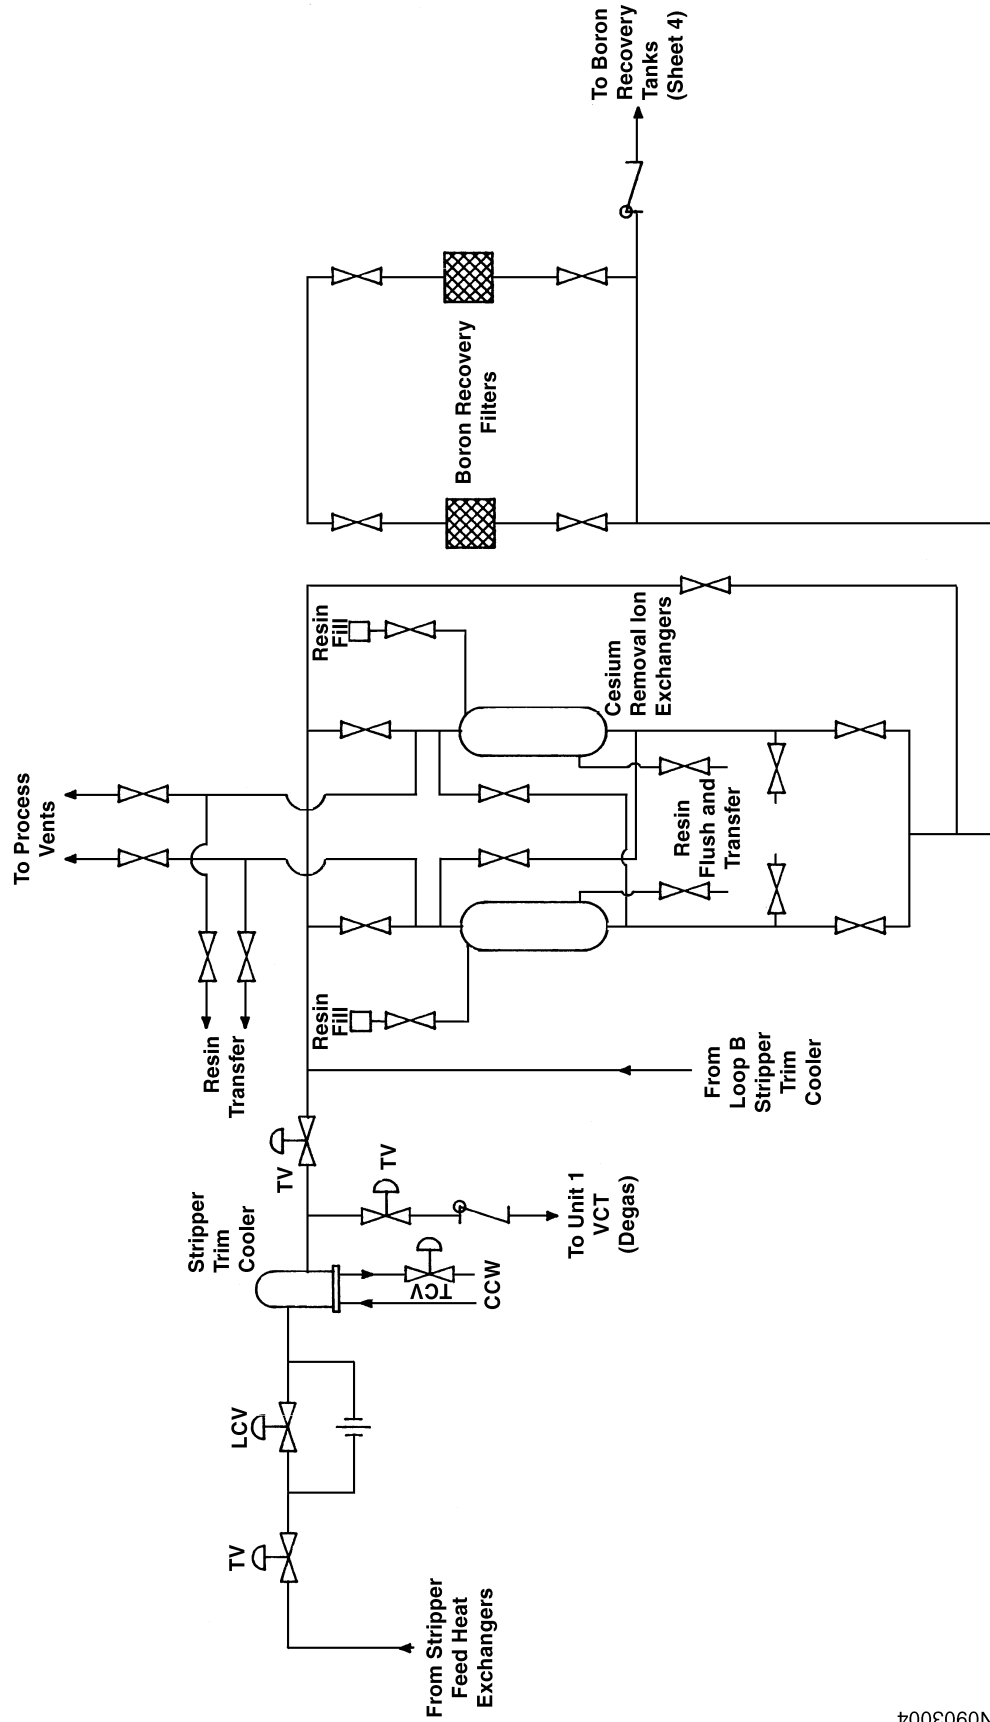 From Stripper
Feed Heat
Exchangers
TV
LCV
Stripper
Trim
Cooler
TCV
CCW
TV
TV
To Unit 1
VCT
(Degas)
From
Loop B
Stripper
Trim
Cooler
Resin
Transfer
To Process
Vents
Resin
Fill
Resin
Fill
Resin
Flush and
Transfer
Cesium
Removal Ion
Exchangers
Boron Recovery
Filters
To Boron
Recovery
Tanks
(Sheet 4)